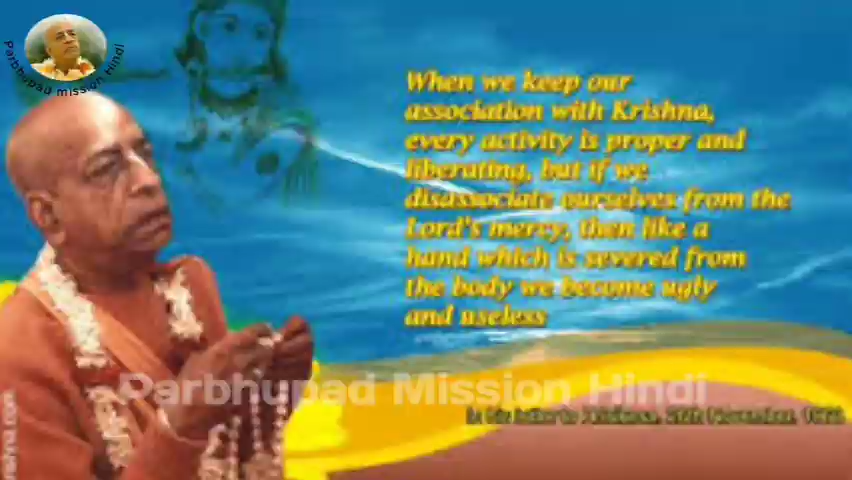 Parbhupad mission Hindi
When we keep our
association with Krishna,
every activity is proper and
liberating, but if we
disassociate ourselves from the
Lord's mercy, then like a
hand which is severed from
the body we become ugly
and useless
Parbhupad Mission Hindi